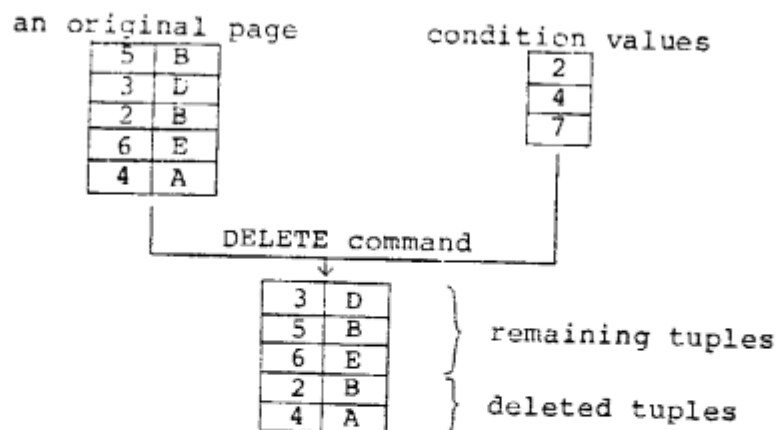 an original page
condition values
5 B
3 D
2 B
6 E
4 A
2
4
7
DELETE command
3 D
5 B
6 E
2 B
4 A
remaining tuples
deleted tuples